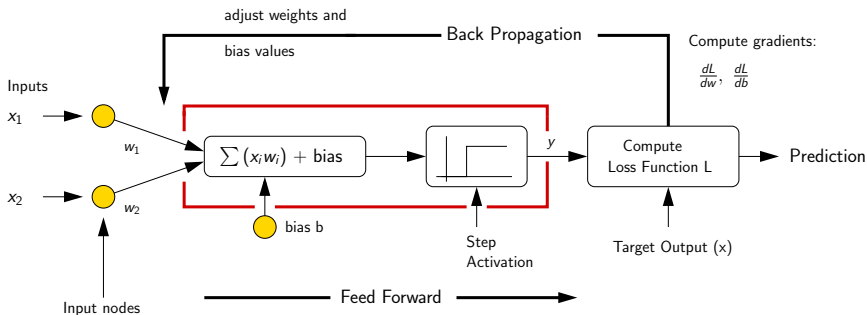 adjust weights and
bias values
Back Propagation
Compute gradients:
dL/dw, dL/db
Inputs
x₁
w₁
∑ (xᵢwᵢ) + bias
y
Compute
Loss Function L
Prediction
x₂
w₂
bias b
Step
Activation
Target Output (x)
Input nodes
Feed Forward